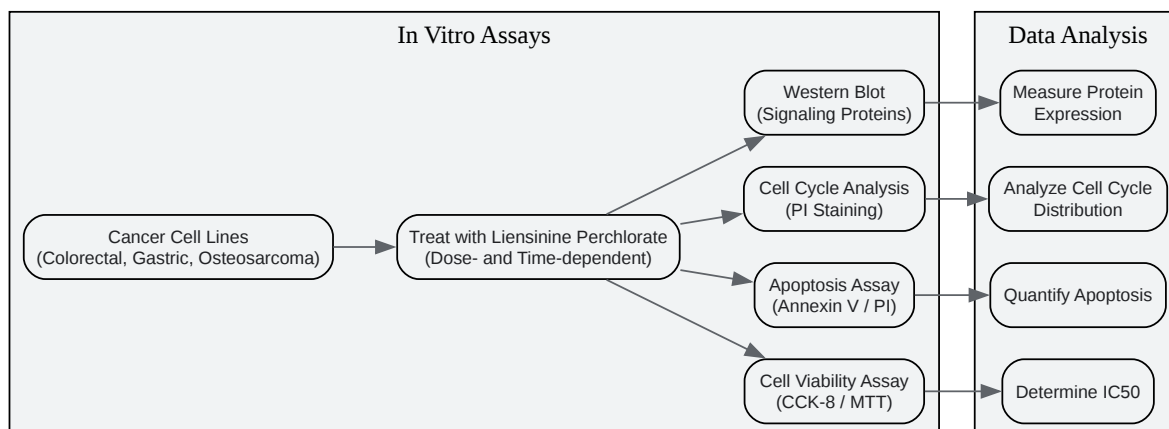 In Vitro Assays
Data Analysis
Western Blot
(Signaling Proteins)
Measure Protein
Expression
Cell Cycle Analysis
(PI Staining)
Analyze Cell Cycle
Distribution
Cancer Cell Lines
(Colorectal, Gastric, Osteosarcoma)
Treat with Liensinine Perchlorate
(Dose- and Time-dependent)
Apoptosis Assay
(Annexin V / PI)
Quantify Apoptosis
Cell Viability Assay
(CCK-8 / MTT)
Determine IC50